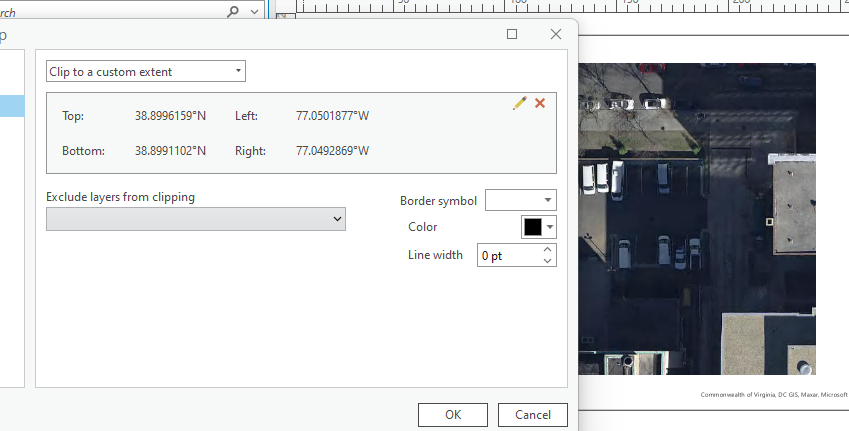 rch
50
150
200
p
Clip to a custom extent
Top: 38.8996159°N Left: 77.0501877°W
Bottom: 38.8991102°N Right: 77.0492869°W
Exclude layers from clipping
Border symbol
Color
Line width 0 pt
Commonwealth of Virginia, DC GIS, Maxar, Microsoft
OK Cancel